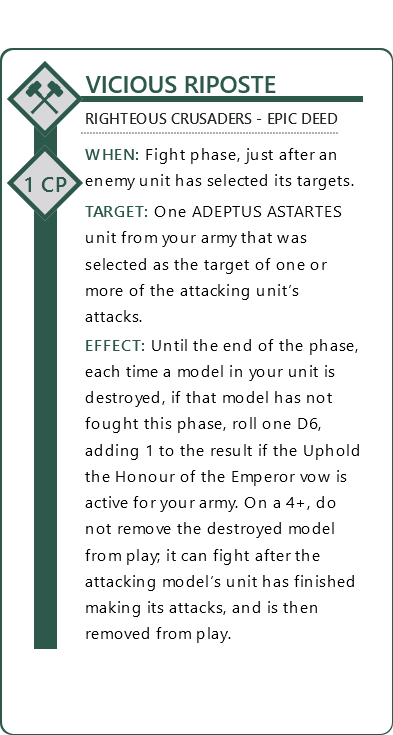 VICIOUS RIPOSTE
RIGHTEOUS CRUSADERS - EPIC DEED
1 CP
WHEN: Fight phase, just after an
enemy unit has selected its targets.
TARGET: One ADEPTUS ASTARTES
unit from your army that was
selected as the target of one or
more of the attacking unit's
attacks.
EFFECT: Until the end of the phase,
each time a model in your unit is
destroyed, if that model has not
fought this phase, roll one D6,
adding 1 to the result if the Uphold
the Honour of the Emperor vow is
active for your army. On a 4+, do
not remove the destroyed model
from play; it can fight after the
attacking model's unit has finished
making its attacks, and is then
removed from play.